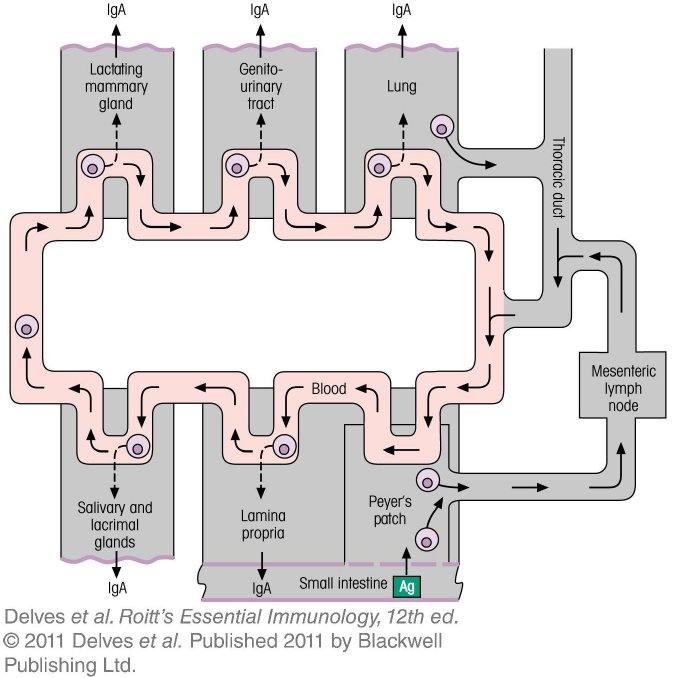 IgA
IgA
IgA
Lactating
mammary
gland
Genito-
urinary
tract
Lung
Thoracic duct
Mesenteric
lymph
node
Blood
Salivary and
lacrimal
glands
Lamina
propria
Peyer's
patch
IgA
IgA
Small intestine
Ag
Delves et al. Roitt's Essential Immunology, 12th ed.
© 2011 Delves et al. Published 2011 by Blackwell
Publishing Ltd.